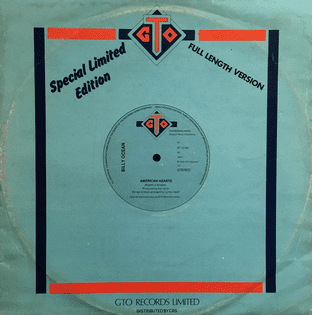 GTO
Special Limited
Edition
FULL LENGTH VERSION
GTO
BILLY OCEAN
STEREO
AMERICAN HEARTS
GTO RECORDS LIMITED
DISTRIBUTED BY CBS